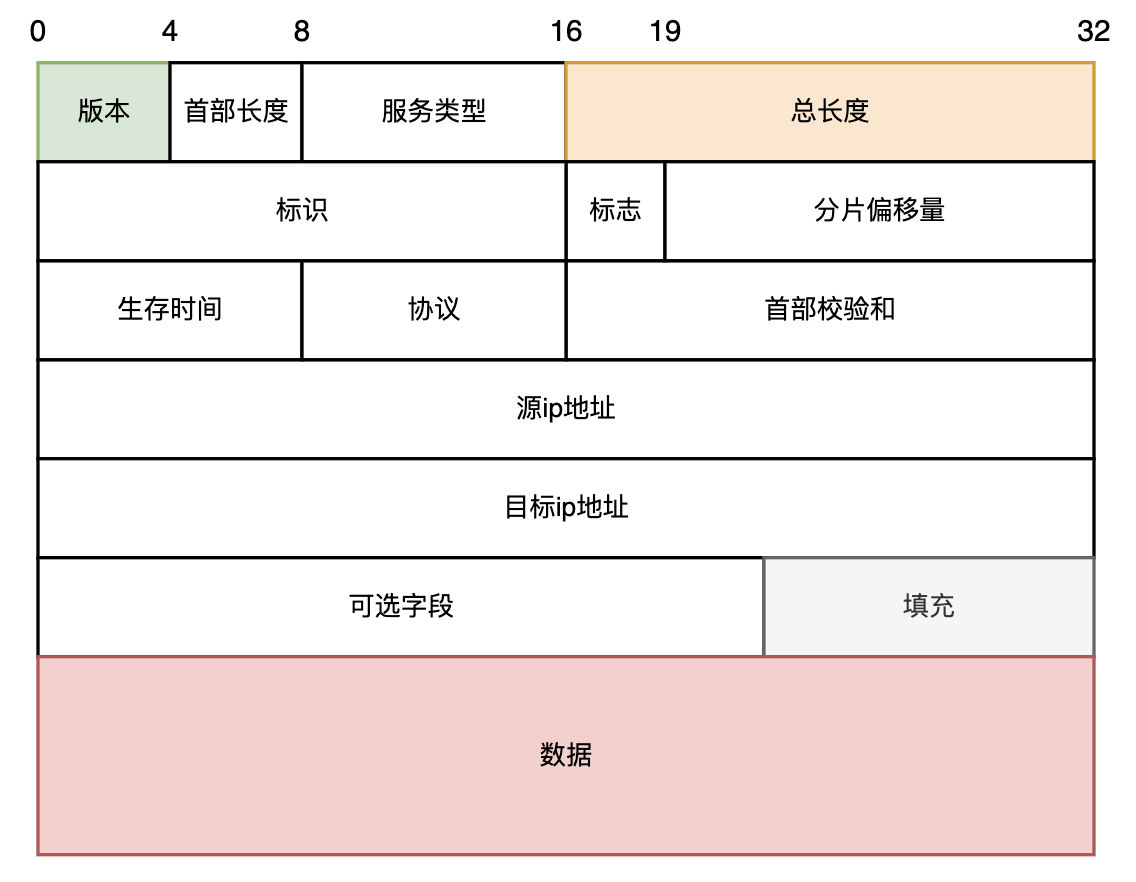 0 4 8 16 19 32
版本 首部长度 服务类型 总长度
标识 标志 分片偏移量
生存时间 协议 首部校验和
源ip地址
目标ip地址
可选字段 填充
数据